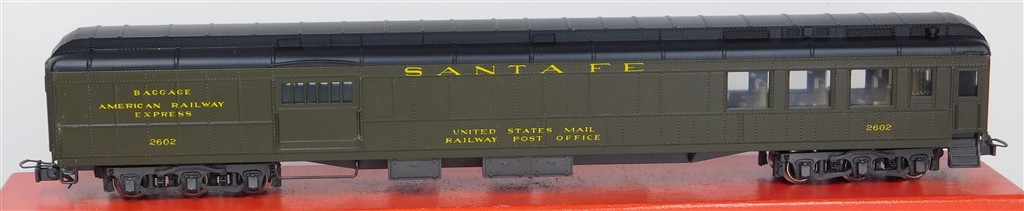 SANTA FE
BAGGAGE
AMERICAN RAILWAY
EXPRESS
2602
UNITED STATES MAIL
RAILWAY POST OFFICE
2602